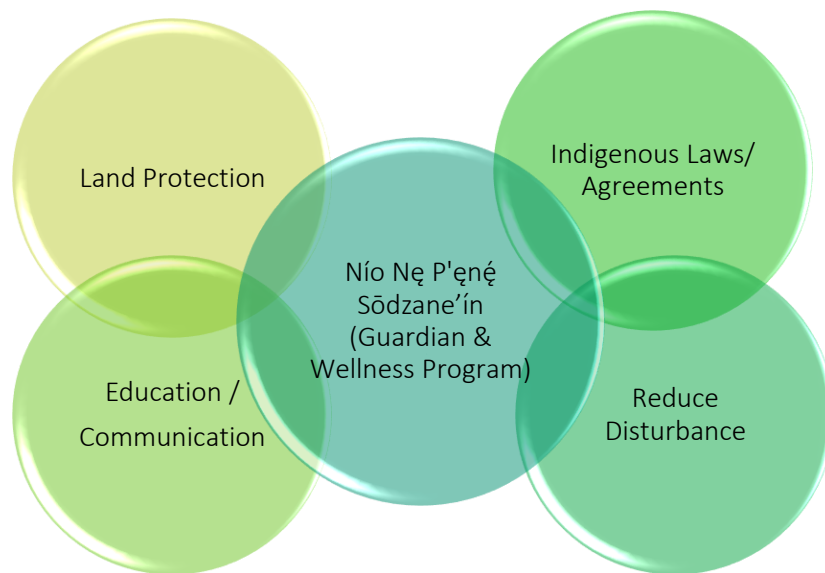 Land Protection
Indigenous Laws/
Agreements
Nío Nę P'ęnę́
Sōdzane’ín
(Guardian &
Wellness Program)
Education /
Communication
Reduce
Disturbance